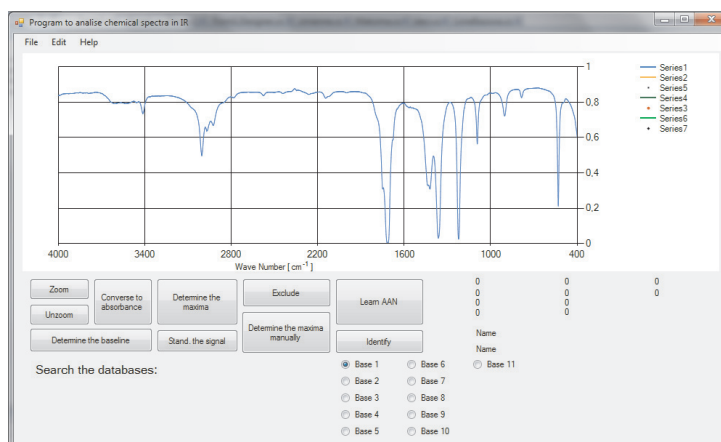 Program to analise chemical spectra in IR
File Edit Help
1
0,8
0,6
0,4
0,2
0
4000 3400 2800 2200 1600 1000 400
Wave Number [ cm⁻¹ ]
Series1
Series2
Series5
Series4
Series3
Series6
Series7
Zoom
Unzoom
Converse to
absorbance
Determine the
maxima
Exclude
Learn AAN
Determine the baseline
Stand. the signal
Determine the maxima
manually
Identify
0 0 0
0 0 0
0 0
0 0
Name
Name
Search the databases:
Base 1 Base 6 Base 11
Base 2 Base 7
Base 3 Base 8
Base 4 Base 9
Base 5 Base 10